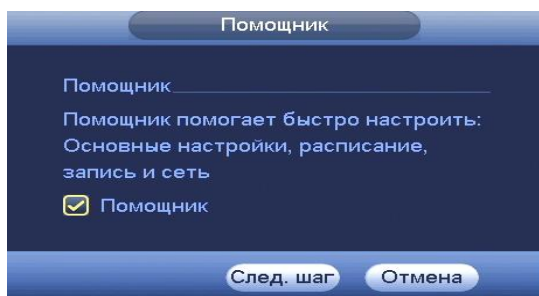 Помощник
Помощник
Помощник помогает быстро настроить:
Основные настройки, расписание,
запись и сеть
Помощник
След. шаг Отмена